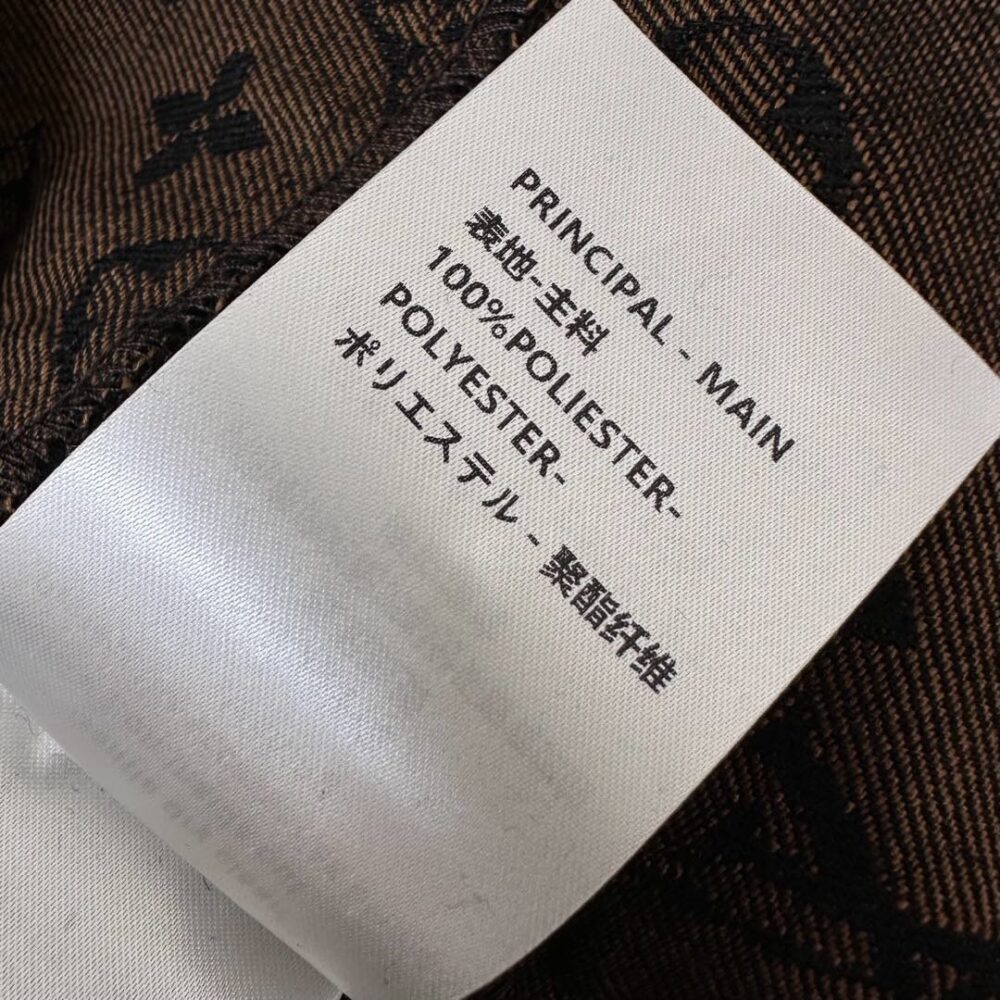 PRINCIPAL - MAIN
表地-主料
100%POLIESTER-
POLYESTER-
ポリエステル - 聚酯纤维